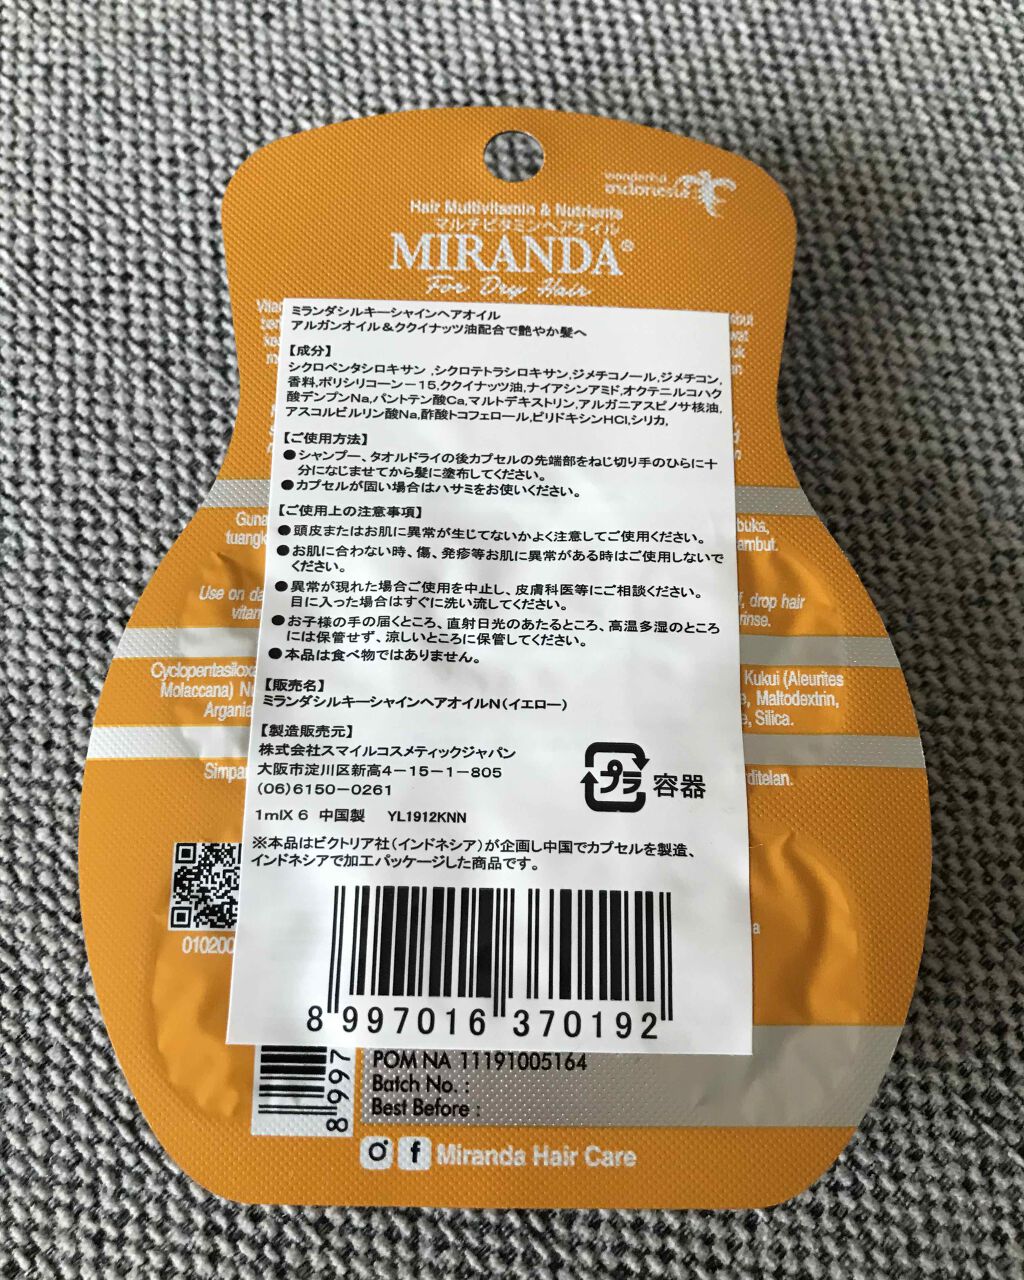 wonderful
indonesia
Hair Multivitamin & Nutrients
マルチビタミンヘアオイル
MIRANDA®
For Dry Hair
ミランダシルキーシャインヘアオイル
アルガンオイル&ククイナッツ油配合で艶やか髪へ
【成分】
シクロペンタシロキサン ,シクロテトラシロキサン,ジメチコノール,ジメチコン,
香料,ポリシリコーン－15,ククイナッツ油,ナイアシンアミド,オクテニルコハク
酸デンプンNa,パントテン酸Ca,マルトデキストリン,アルガニアスピノサ核油,
アスコルビルリン酸Na,酢酸トコフェロール,ピリドキシンHCl,シリカ,
【ご使用方法】
●シャンプー、タオルドライの後カプセルの先端部をねじ切り手のひらに十
分になじませてから髪に塗布してください。
●カプセルが固い場合はハサミをお使いください。
【ご使用上の注意事項】
●頭皮またはお肌に異常が生じてないかよく注意してご使用ください。
●お肌に合わない時、傷、発疹等お肌に異常がある時はご使用しないで
ください。
●異常が現れた場合ご使用を中止し、皮膚科医等にご相談ください。
目に入った場合はすぐに洗い流してください。
●お子様の手の届くところ、直射日光のあたるところ、高温多湿のところ
には保管せず、涼しいところに保管してください。
●本品は食べ物ではありません。
【販売名】
ミランダシルキーシャインヘアオイルN(イエロー)
【製造販売元】
株式会社スマイルコスメティックジャパン
大阪市淀川区新高4－15－1－805
(06)6150－0261
プラ 容器
1mlX 6 中国製 YL1912KNN
※本品はビクトリア社(インドネシア)が企画し中国でカプセルを製造、
インドネシアで加工パッケージした商品です。
8 997016 370192
Use on
drop hair
rinse.
Kukui (Aleurites
Molaccana)
Maltodextrin,
Silica.
010200
8 997
POM NA 11191005164
Batch No. :
Best Before :
Miranda Hair Care